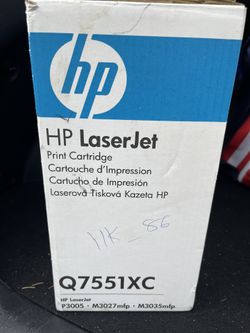 hp
HP LaserJet
Print Cartridge
Cartouche d'Impression
Cartucho de Impresión
Laserová Tisková Kazeta HP
11K_86
Q7551XC
HP LaserJet
P3005 • M3027mfp • M3035mfp